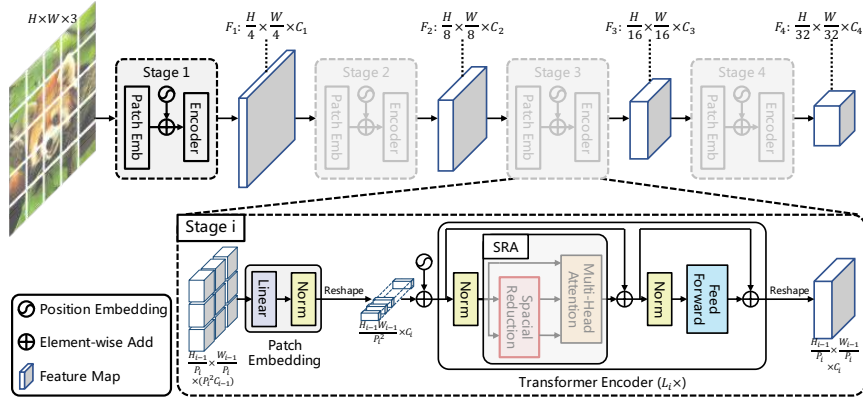 H×W×3
F₁: H/4 × W/4 ×C₁
F₂: H/8 × W/8 ×C₂
F₃: H/16 × W/16 ×C₃
F₄: H/32 × W/32 ×C₄
Stage 1
Patch Emb
Encoder
Stage 2
Patch Emb
Encoder
Stage 3
Patch Emb
Encoder
Stage 4
Patch Emb
Encoder
Stage i
Linear
Norm
Patch
Embedding
Reshape
Hᵢ₋₁/Pᵢ × Wᵢ₋₁/Pᵢ
×(Pᵢ²Cᵢ₋₁)
Hᵢ₋₁Wᵢ₋₁/Pᵢ² ×Cᵢ
Norm
SRA
Spacial
Reduction
Multi-Head
Attention
Norm
Feed
Forward
Transformer Encoder (Lᵢ×)
Reshape
Hᵢ₋₁/Pᵢ × Wᵢ₋₁/Pᵢ
×Cᵢ
Position Embedding
Element-wise Add
Feature Map